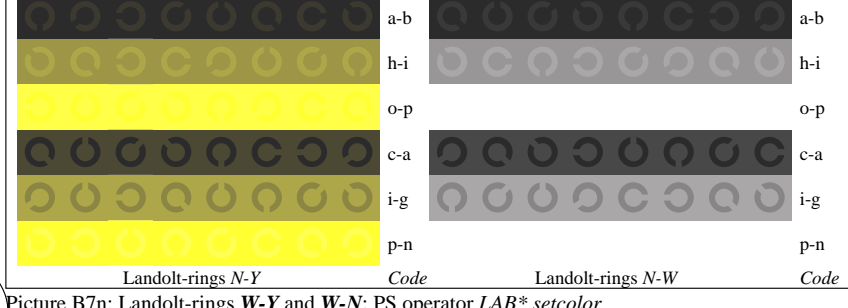 a-b a-b
h-i h-i
o-p o-p
c-a c-a
i-g i-g
p-n p-n
Landolt-rings N-Y Code Landolt-rings N-W Code
Picture B7n: Landolt-rings W-Y and W-N; PS operator LAB* setcolor